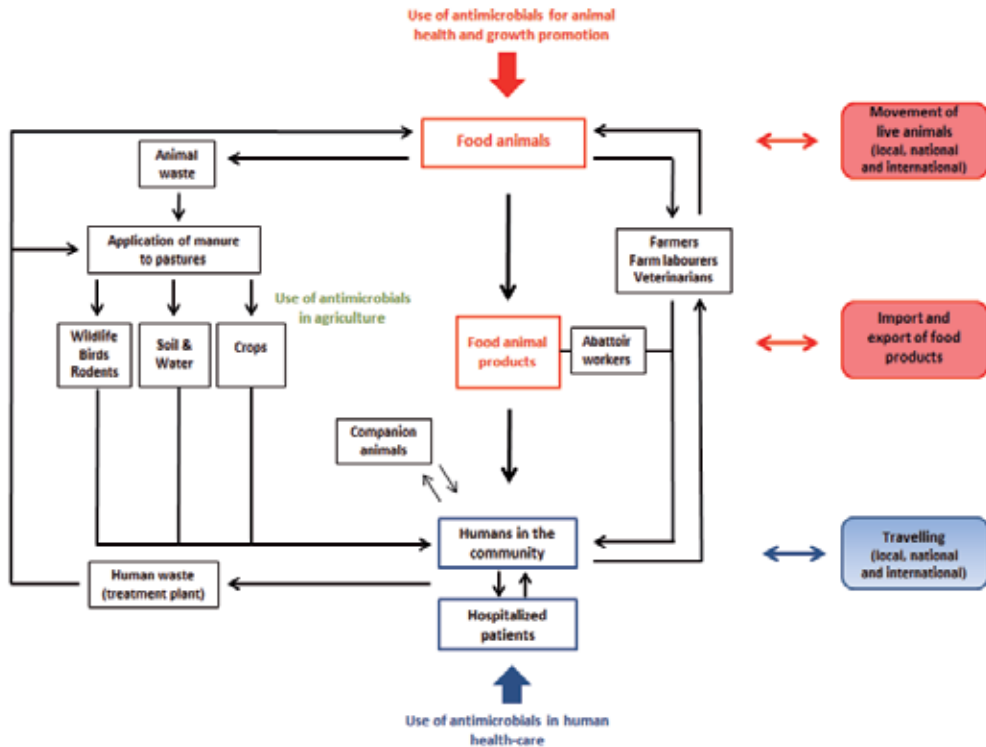 Use of antimicrobials for animal
health and growth promotion
Food animals
Movement of
live animals
(local, national
and international)
Animal
waste
Application of manure
to pastures
Farmers
Farm labourers
Veterinarians
Use of antimicrobials
in agriculture
Wildlife
Birds
Rodents
Soil &
Water
Crops
Food animal
products
Abattoir
workers
Import and
export of food
products
Companion
animals
Humans in the
community
Travelling
(local, national
and international)
Human waste
(treatment plant)
Hospitalized
patients
Use of antimicrobials in human
health-care